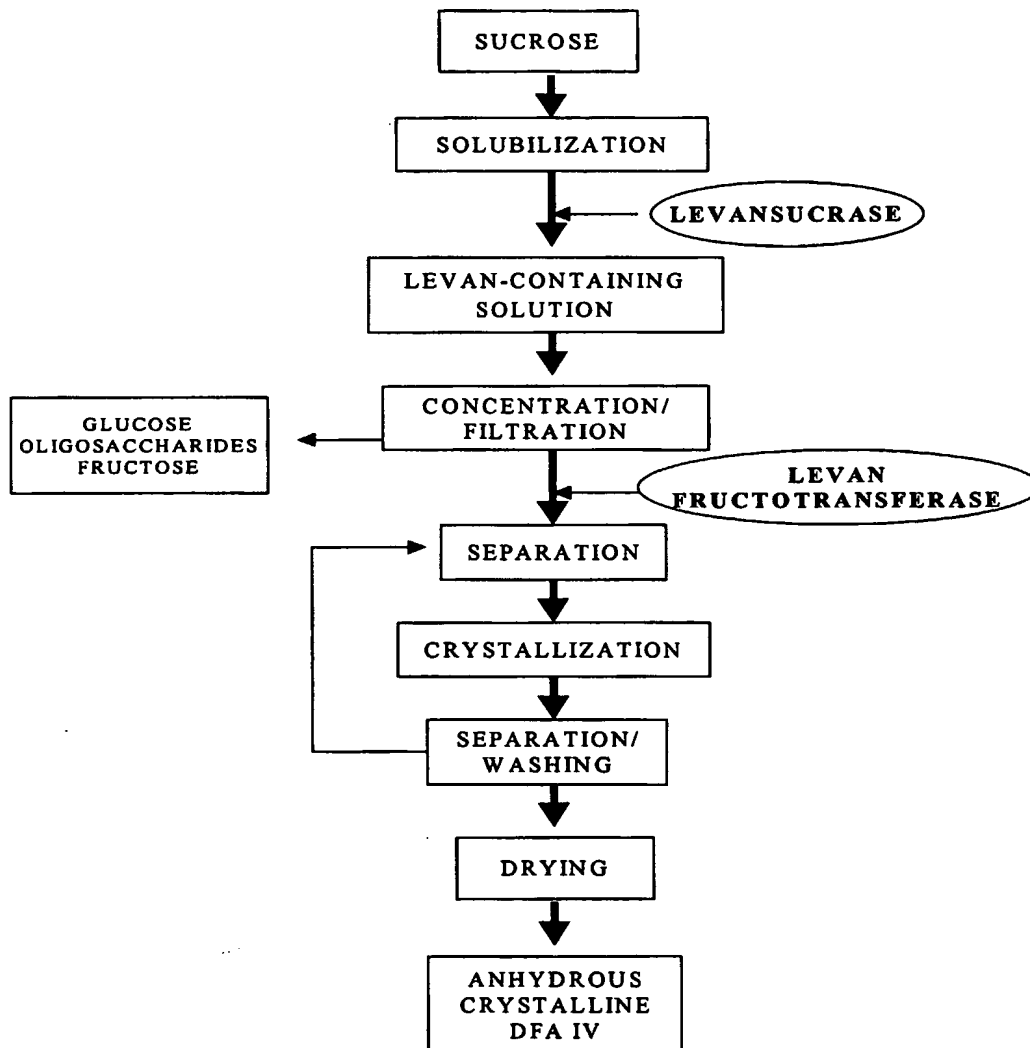 SUCROSE
SOLUBILIZATION
LEVANSUCRASE
LEVAN-CONTAINING
SOLUTION
CONCENTRATION/
FILTRATION
GLUCOSE
OLIGOSACCHARIDES
FRUCTOSE
LEVAN
FRUCTOTRANSFERASE
SEPARATION
CRYSTALLIZATION
SEPARATION/
WASHING
DRYING
ANHYDROUS
CRYSTALLINE
DFA IV